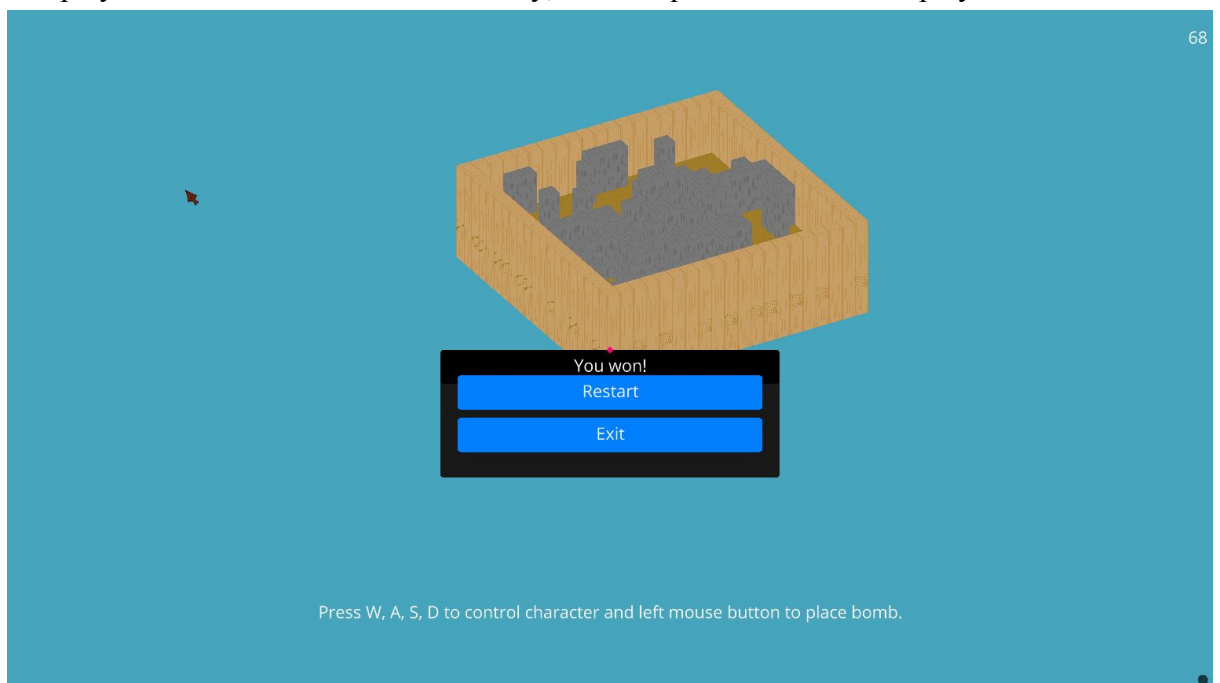 68
You won!
Restart
Exit
Press W, A, S, D to control character and left mouse button to place bomb.